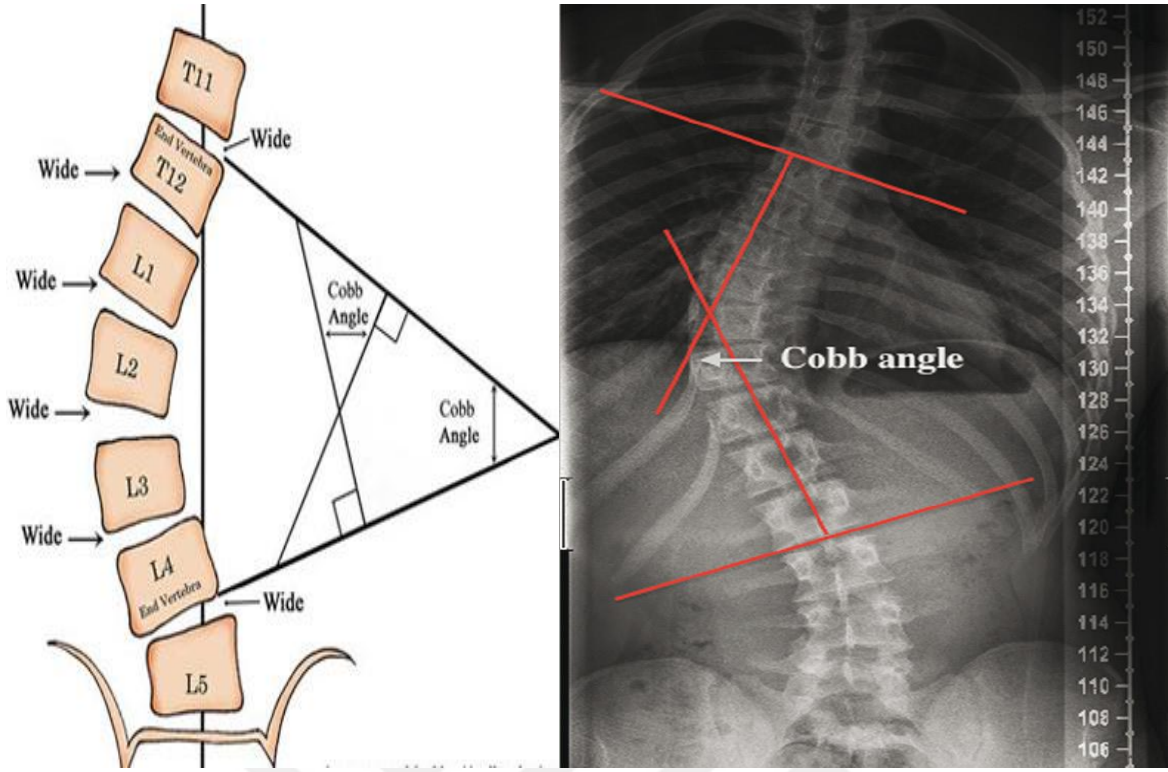 T11
Wide
End Vertebra
T12
Wide
L1
Wide
Cobb
Angle
L2
Wide
Cobb
Angle
L3
Wide
L4
End Vertebra
Wide
L5
Cobb angle
152
150
148
146
144
142
140
138
136
134
132
130
128
126
124
122
120
118
116
114
112
110
108
106